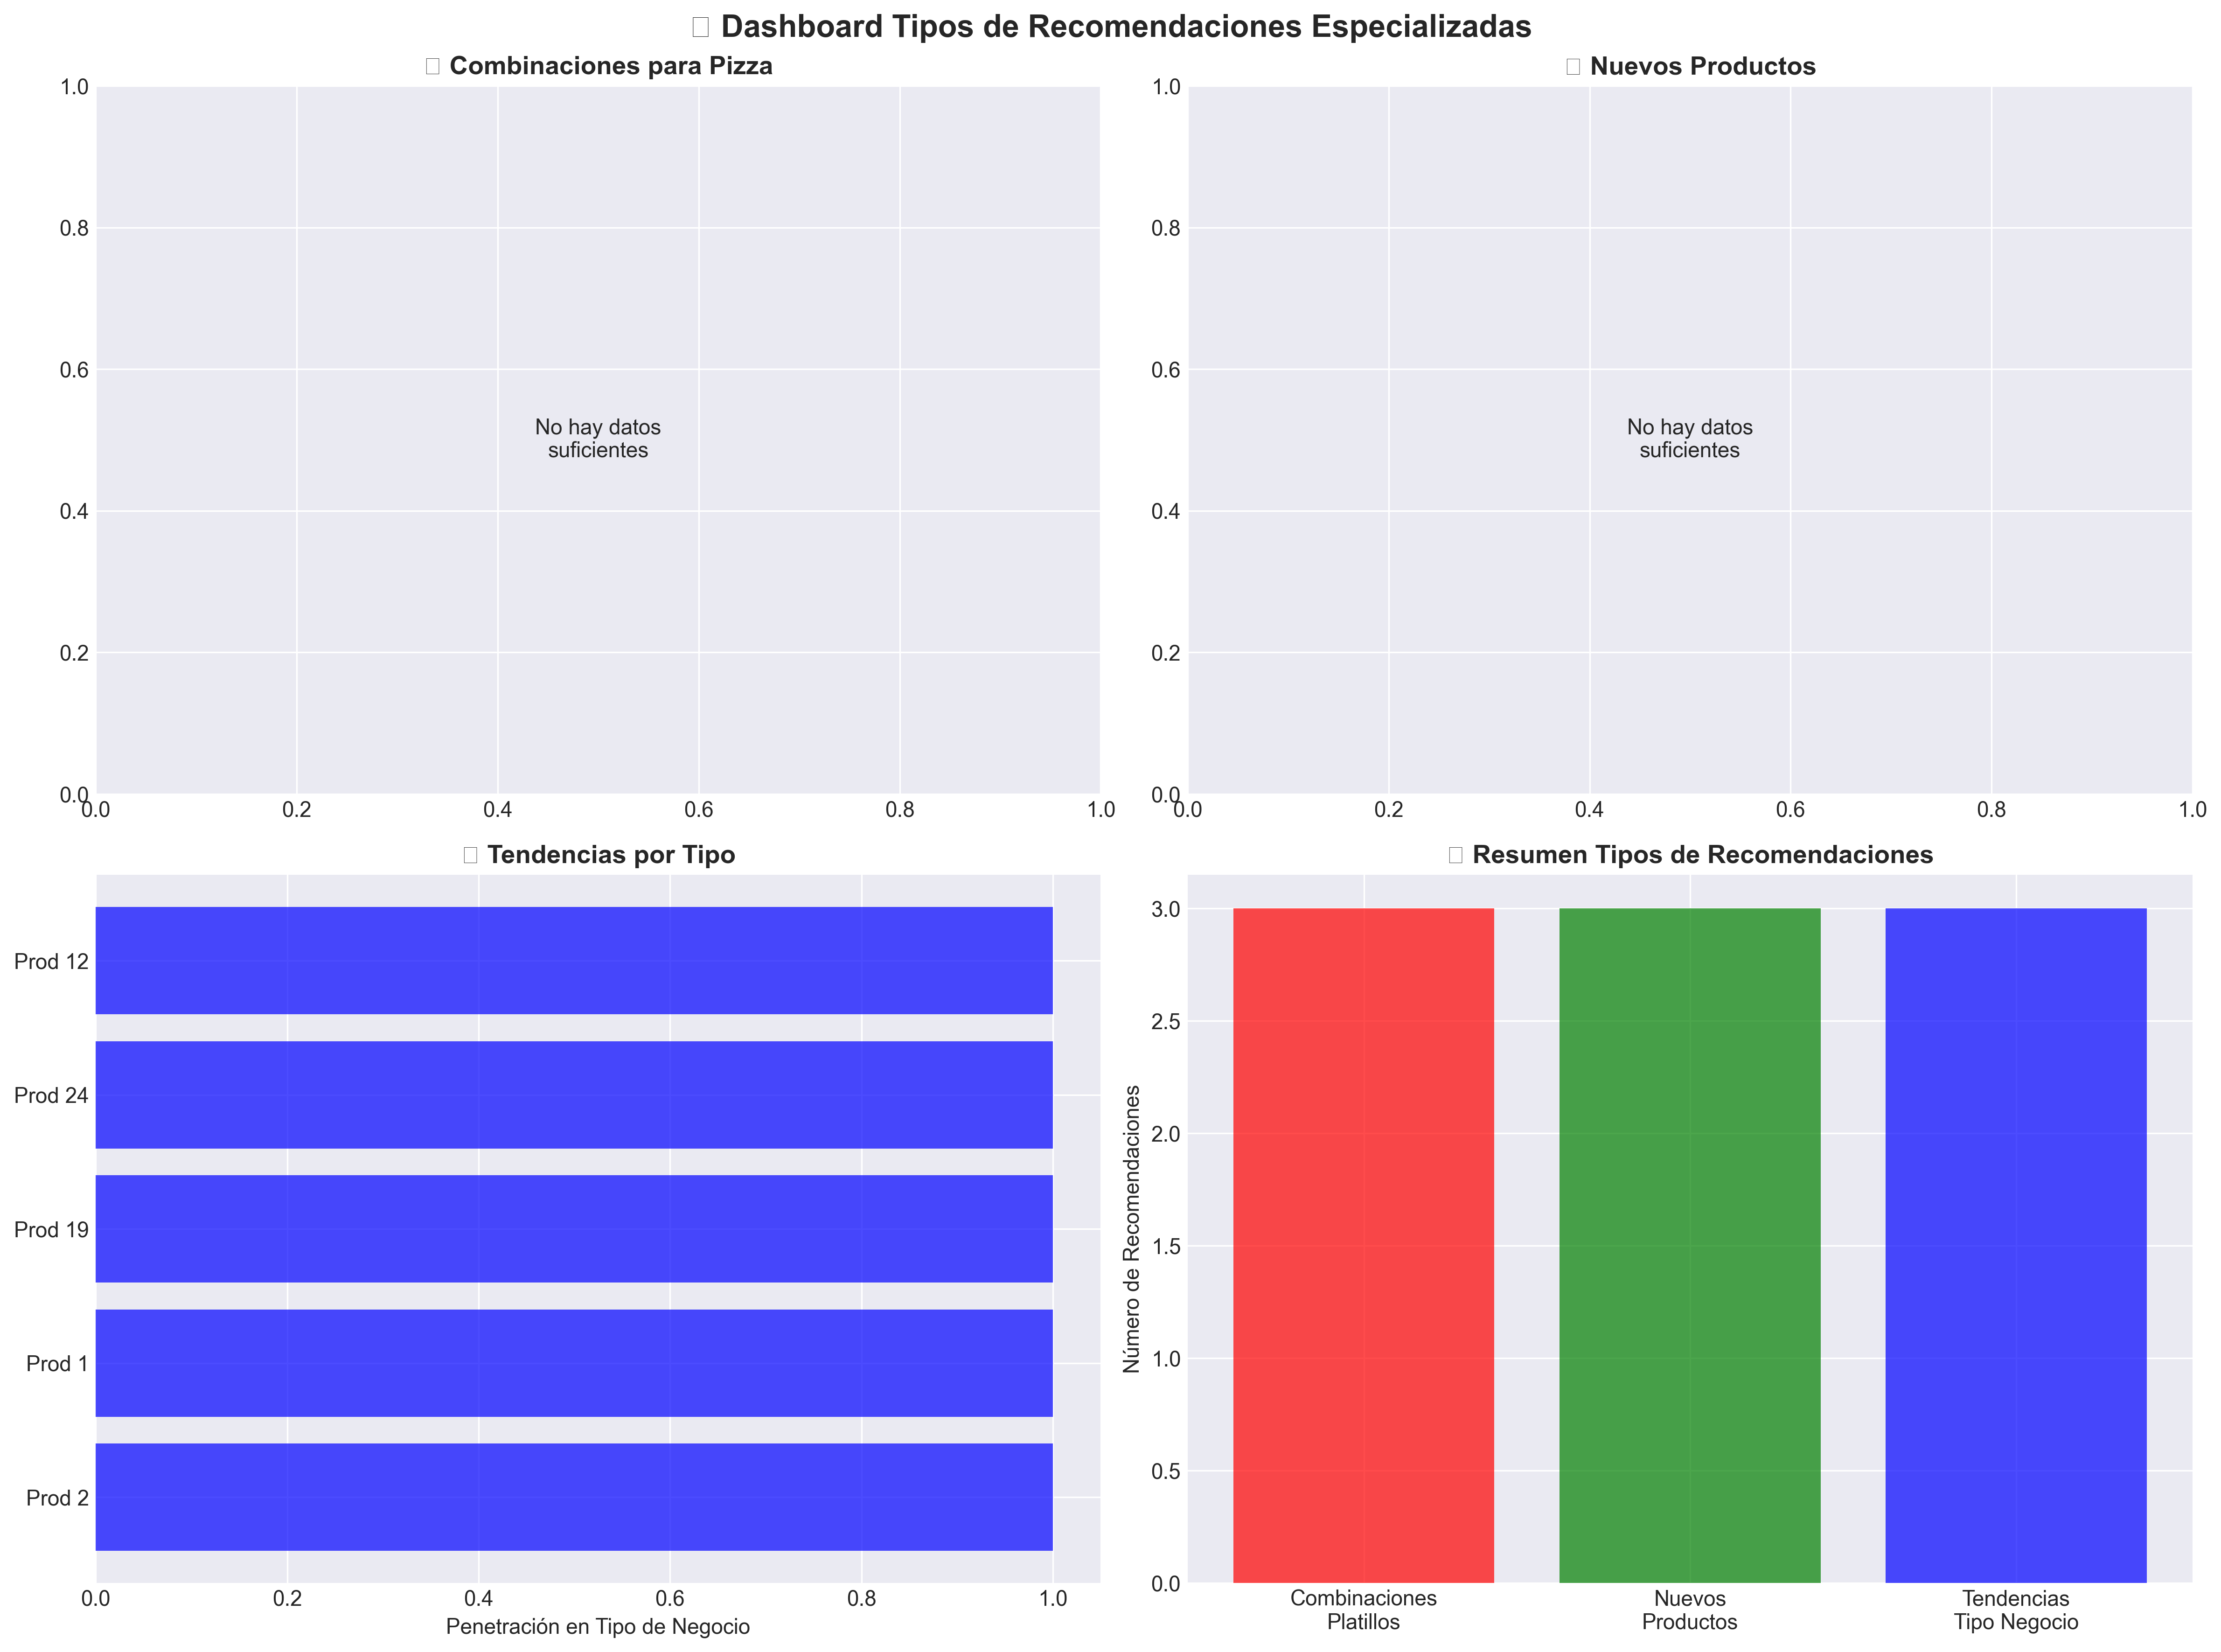 Dashboard Tipos de Recomendaciones Especializadas
Combinaciones para Pizza
1.0
0.8
0.6
0.4
0.2
0.0
No hay datos
suficientes
0.0 0.2 0.4 0.6 0.8 1.0
Nuevos Productos
1.0
0.8
0.6
0.4
0.2
0.0
No hay datos
suficientes
0.0 0.2 0.4 0.6 0.8 1.0
Tendencias por Tipo
Prod 12
Prod 24
Prod 19
Prod 1
Prod 2
0.0 0.2 0.4 0.6 0.8 1.0
Penetración en Tipo de Negocio
Resumen Tipos de Recomendaciones
Número de Recomendaciones
3.0
2.5
2.0
1.5
1.0
0.5
0.0
Combinaciones
Platillos
Nuevos
Productos
Tendencias
Tipo Negocio